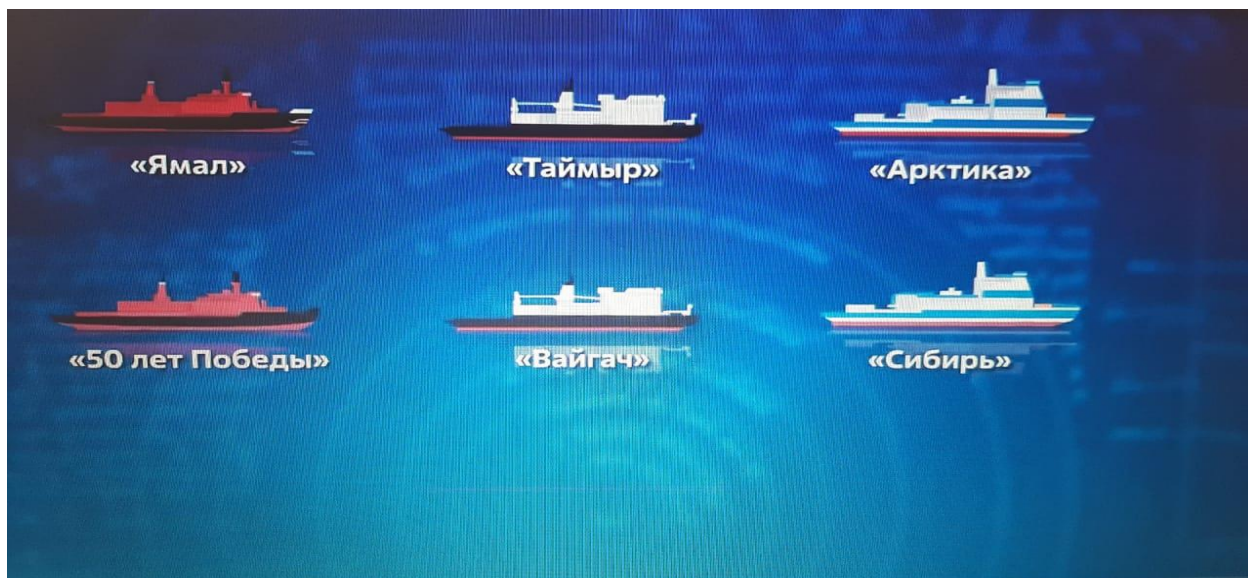 «Ямал»
«Таймыр»
«Арктика»
«50 лет Победы»
«Вайгач»
«Сибирь»